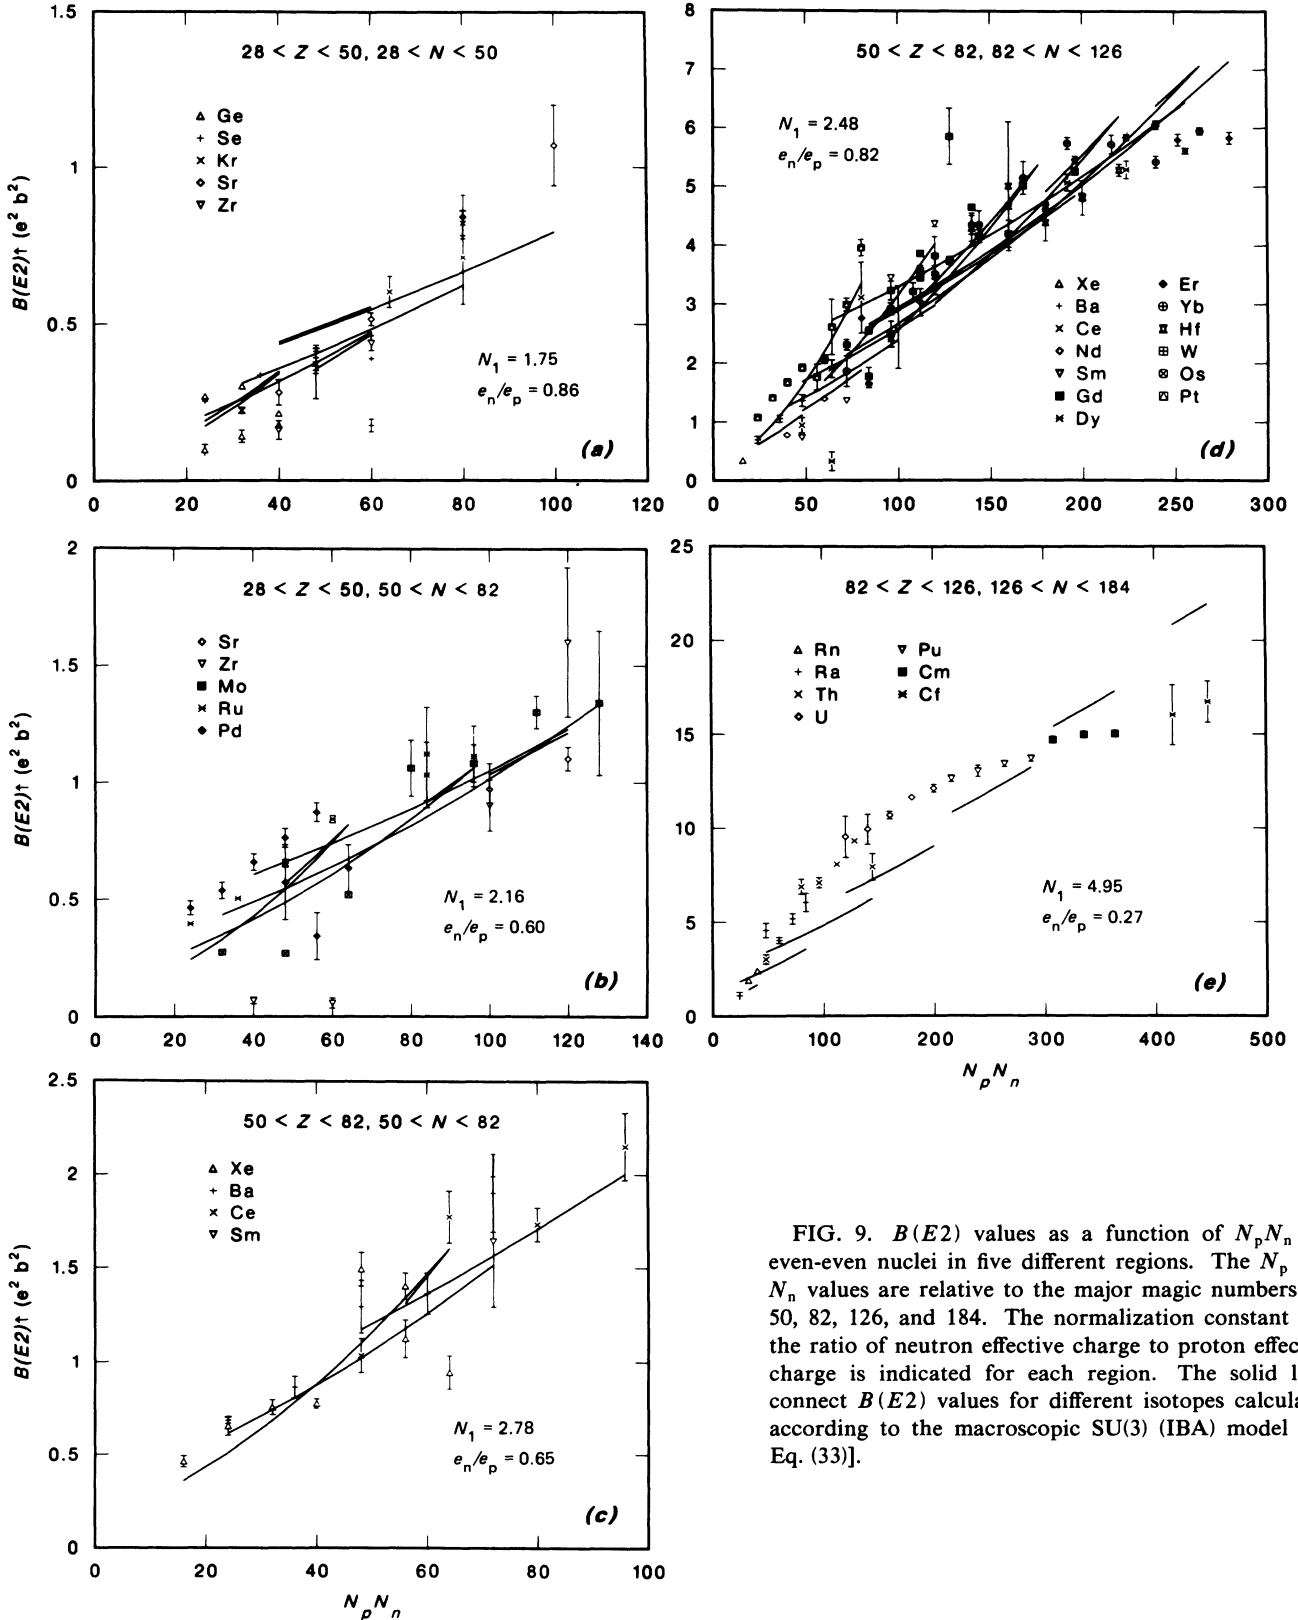 1.5
1
0.5
0
B(E2)↑ (e² b²)
28 < Z < 50, 28 < N < 50
Ge
Se
Kr
Sr
Zr
N₁ = 1.75
eₙ/eₚ = 0.86
(a)
0 20 40 60 80 100 120
8
7
6
5
4
3
2
1
0
50 < Z < 82, 82 < N < 126
N₁ = 2.48
eₙ/eₚ = 0.82
Xe
Ba
Ce
Nd
Sm
Gd
Dy
Er
Yb
Hf
W
Os
Pt
(d)
0 50 100 150 200 250 300
2
1.5
1
0.5
0
B(E2)↑ (e² b²)
28 < Z < 50, 50 < N < 82
Sr
Zr
Mo
Ru
Pd
N₁ = 2.16
eₙ/eₚ = 0.60
(b)
0 20 40 60 80 100 120 140
25
20
15
10
5
0
82 < Z < 126, 126 < N < 184
Rn
Ra
Th
U
Pu
Cm
Cf
N₁ = 4.95
eₙ/eₚ = 0.27
(e)
0 100 200 300 400 500
NₚNₙ
2.5
2
1.5
1
0.5
0
B(E2)↑ (e² b²)
50 < Z < 82, 50 < N < 82
Xe
Ba
Ce
Sm
N₁ = 2.78
eₙ/eₚ = 0.65
(c)
0 20 40 60 80 100
NₚNₙ
FIG. 9. B(E2) values as a function of NₚNₙ
even-even nuclei in five different regions. The Nₚ
Nₙ values are relative to the major magic numbers
50, 82, 126, and 184. The normalization constant
the ratio of neutron effective charge to proton effec
charge is indicated for each region. The solid l
connect B(E2) values for different isotopes calcula
according to the macroscopic SU(3) (IBA) model
Eq. (33)].